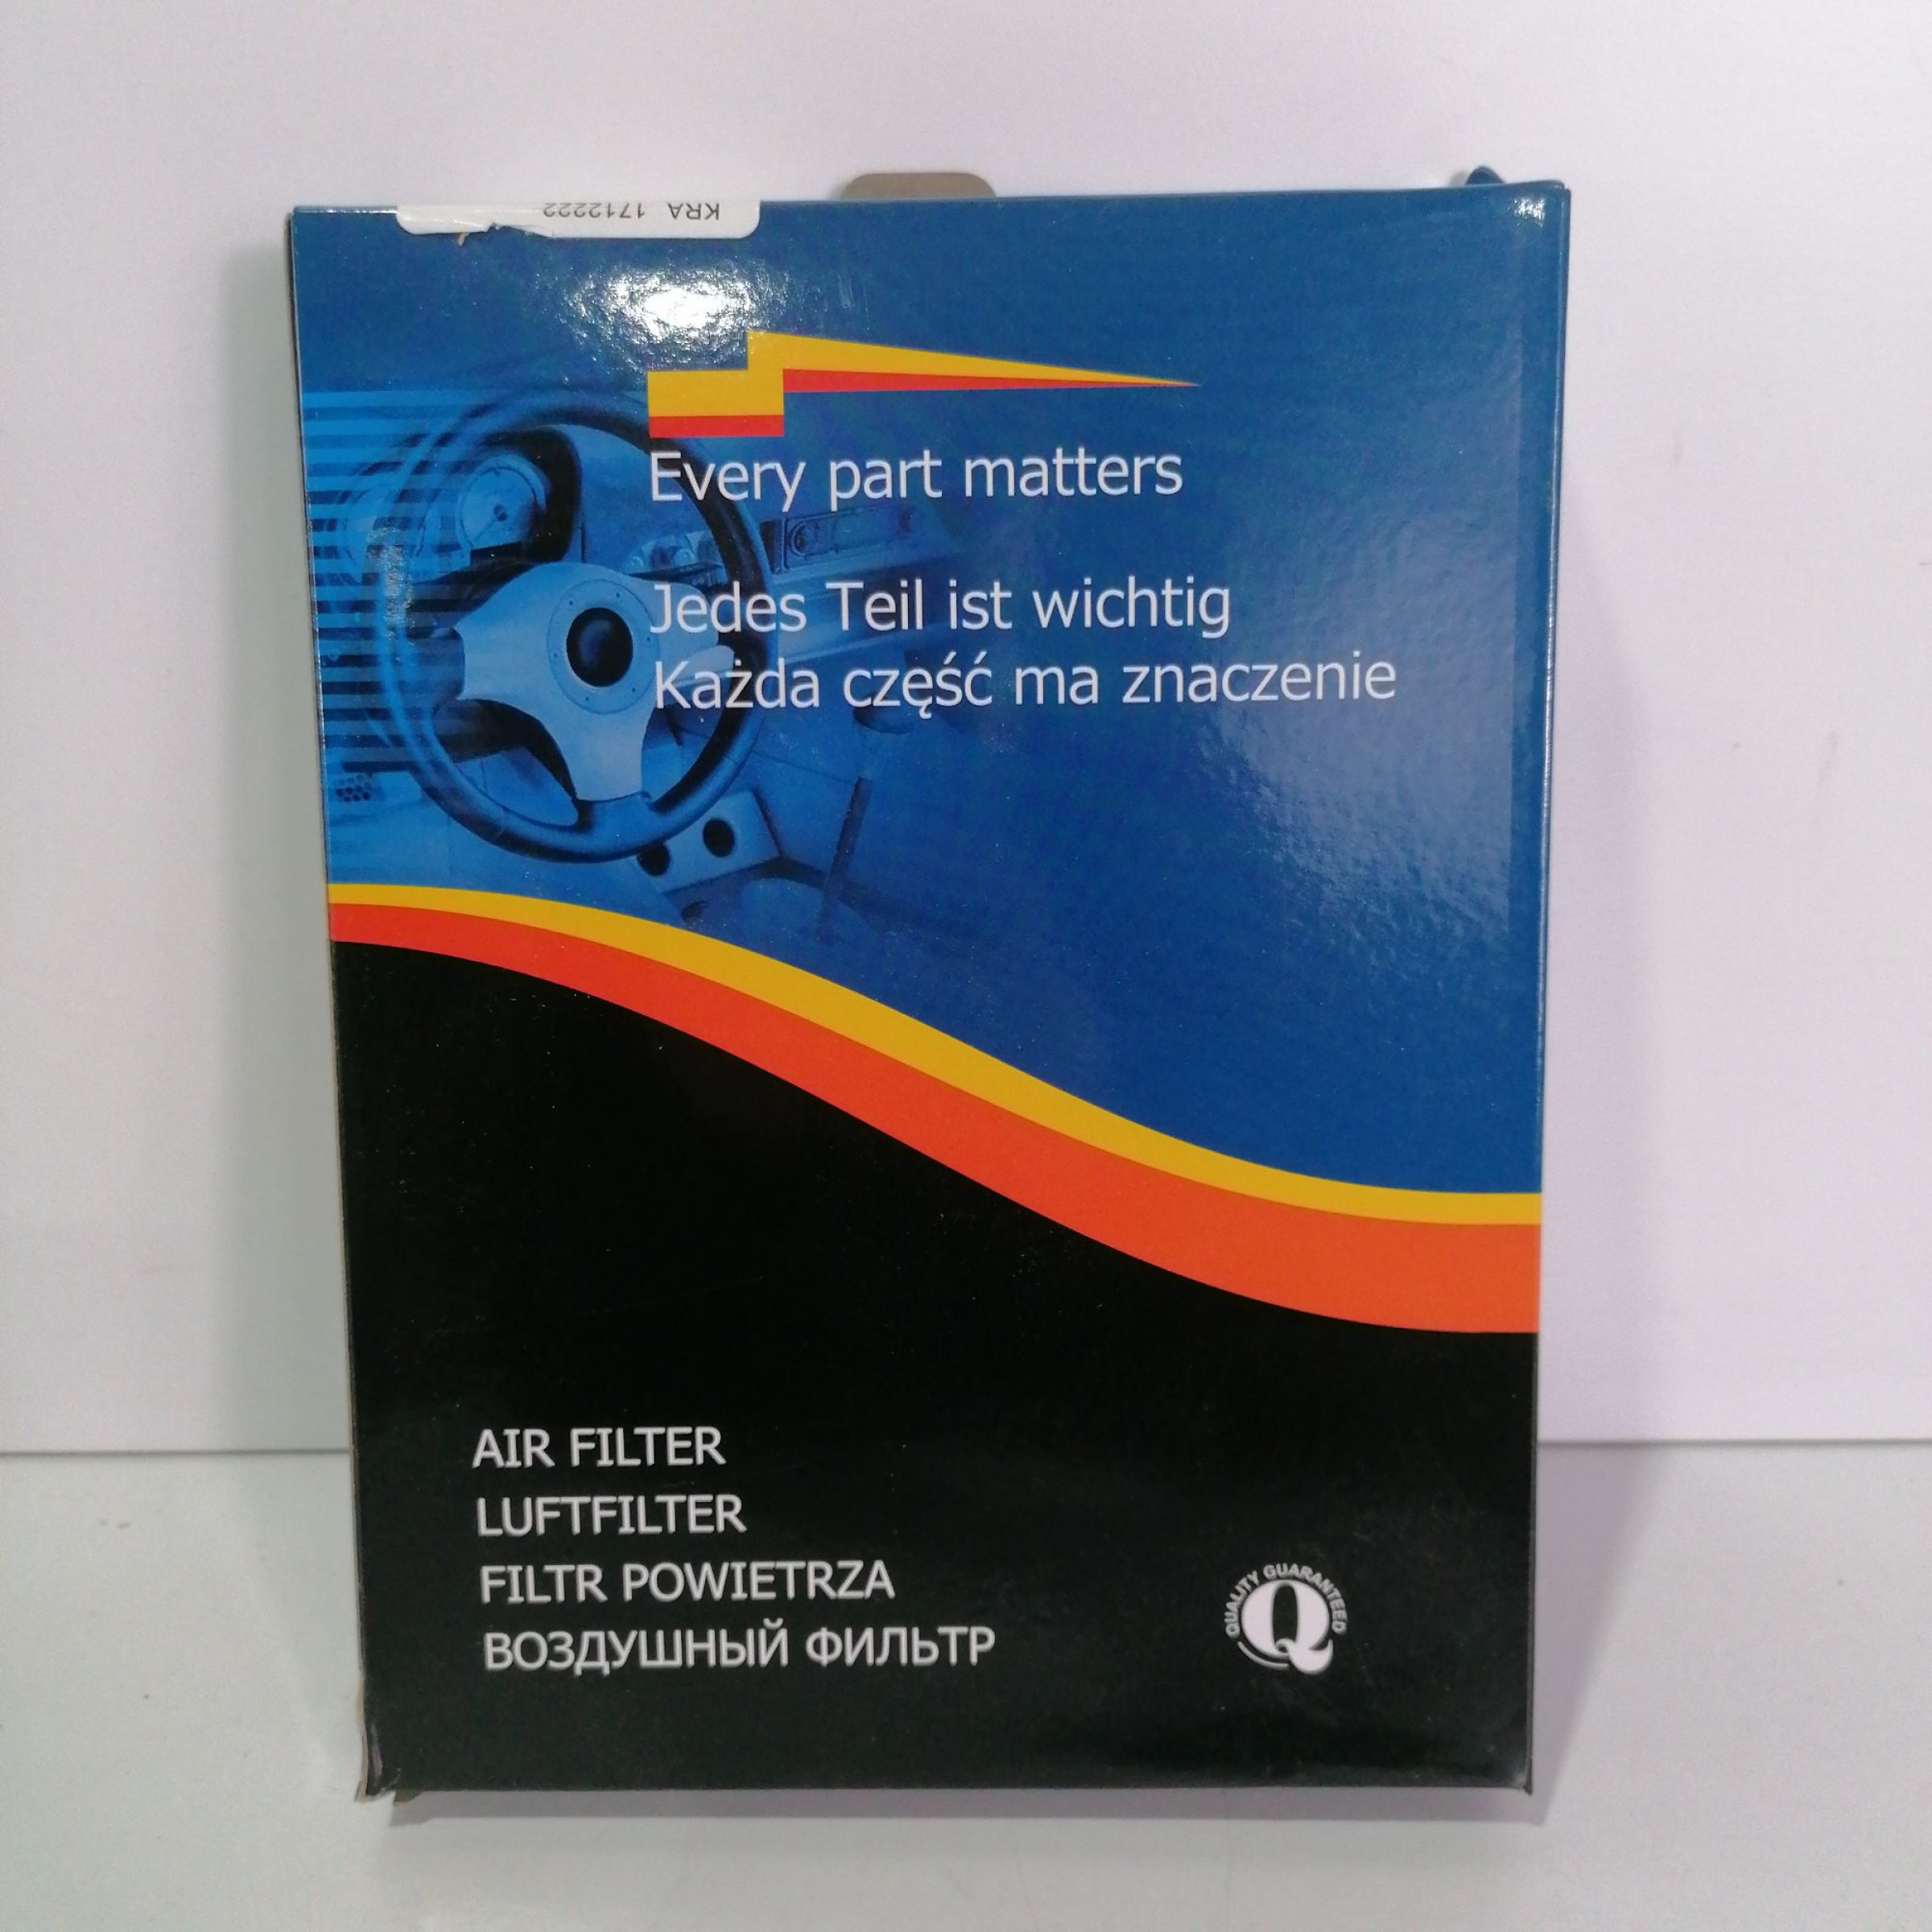 KRA 1712222
Every part matters
Jedes Teil ist wichtig
Każda część ma znaczenie
AIR FILTER
LUFTFILTER
FILTR POWIETRZA
ВОЗДУШНЫЙ ФИЛЬТР
QUALITY GUARANTEED
Q